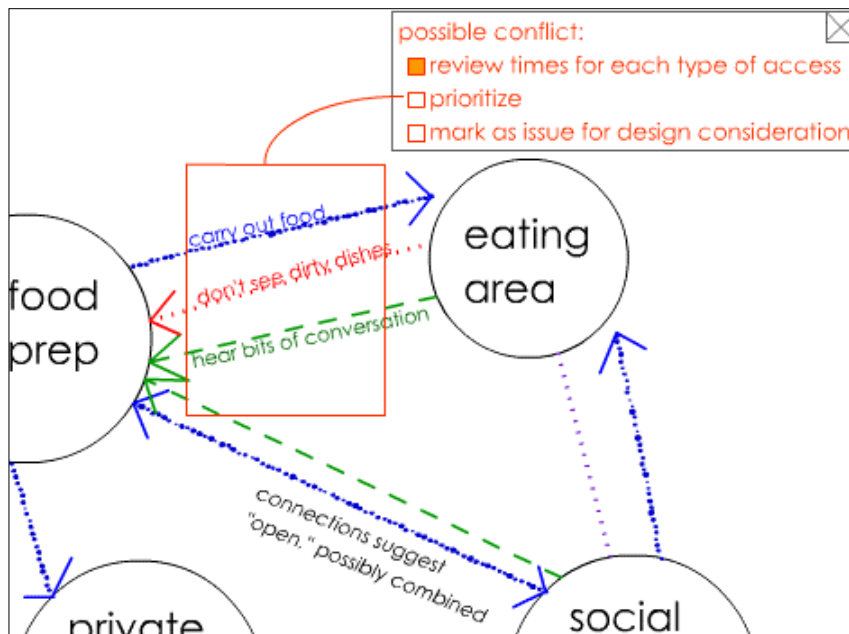 possible conflict:
review times for each type of access
prioritize
mark as issue for design consideration
carry out food
eating
area
don't see, dirty, dishes
food
prep
hear bits of conversation
connections suggest
"open," possibly combined
private
social